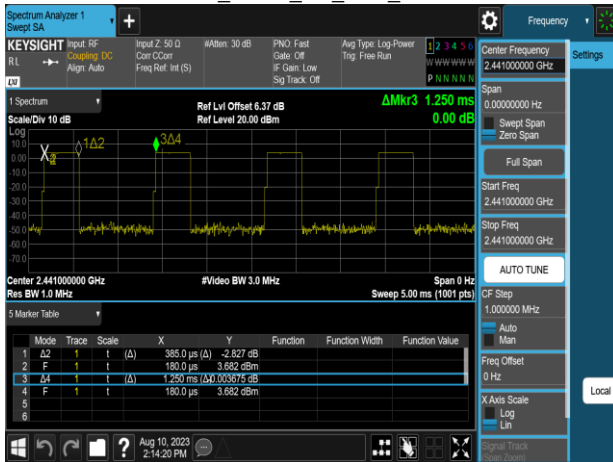 Spectrum Analyzer 1
Swept SA
+
Frequency
KEYSIGHT
RL
LXI
Input: RF
Coupling: DC
Align: Auto
Input Z: 50 Ω
Corr CCorr
Freq Ref: Int (S)
#Atten: 30 dB
PNO: Fast
Gate: Off
IF Gain: Low
Sig Track: Off
Avg Type: Log-Power
Trig: Free Run
1 2 3 4 5 6
W W W W W W
P N N N N N
Center Frequency
2.441000000 GHz
Settings
Span
0.00000000 Hz
Swept Span
Zero Span
Full Span
Start Freq
2.441000000 GHz
Stop Freq
2.441000000 GHz
AUTO TUNE
CF Step
1.000000 MHz
Auto
Man
Freq Offset
0 Hz
X Axis Scale
Log
Lin
Signal Track
(Span Zoom)
Local
1 Spectrum
Scale/Div 10 dB
Ref Lvl Offset 6.37 dB
Ref Level 20.00 dBm
ΔMkr3 1.250 ms
0.00 dB
Log
10.0
0.00
-10.0
-20.0
-30.0
-40.0
-50.0
-60.0
-70.0
X2
1Δ2
3Δ4
Center 2.441000000 GHz
Res BW 1.0 MHz
#Video BW 3.0 MHz
Span 0 Hz
Sweep 5.00 ms (1001 pts)
5 Marker Table
Mode Trace Scale X Y Function Function Width Function Value
1 Δ2 1 t (Δ) 385.0 µs (Δ) -2.827 dB
2 F 1 t 180.0 µs 3.682 dBm
3 Δ4 1 t (Δ) 1.250 ms (Δ) 0.003675 dB
4 F 1 t 180.0 µs 3.682 dBm
5
6
?
Aug 10, 2023
2:14:20 PM